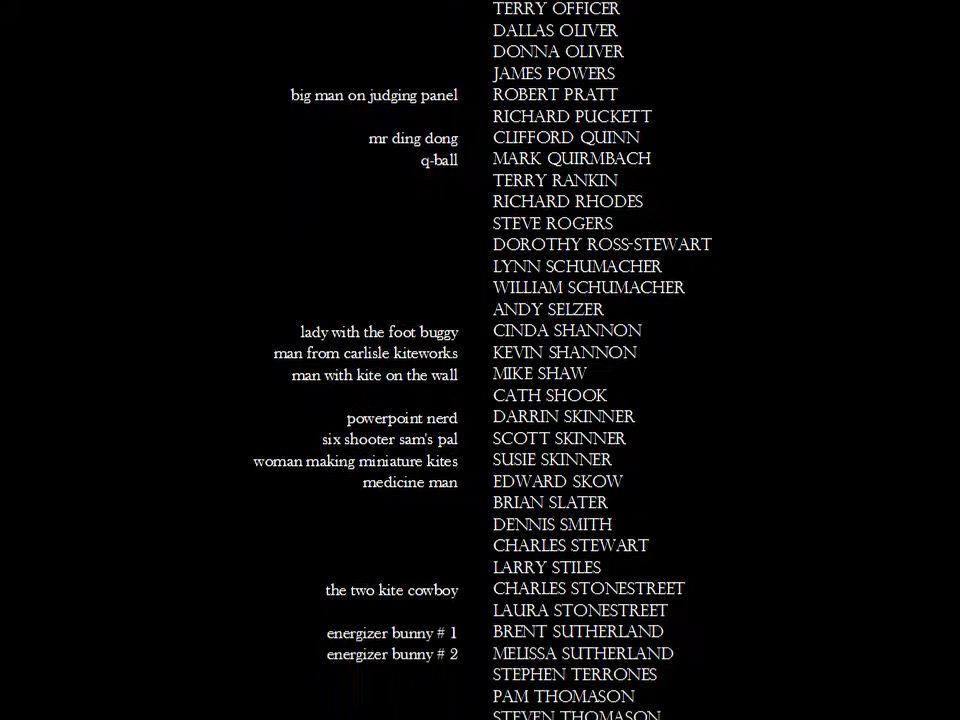 TERRY OFFICER
DALLAS OLIVER
DONNA OLIVER
JAMES POWERS
big man on judging panel ROBERT PRATT
RICHARD PUCKETT
mr ding dong CLIFFORD QUINN
q-ball MARK QUIRMBACH
TERRY RANKIN
RICHARD RHODES
STEVE ROGERS
DOROTHY ROSS-STEWART
LYNN SCHUMACHER
WILLIAM SCHUMACHER
ANDY SELZER
lady with the foot buggy CINDA SHANNON
man from carlisle kiteworks KEVIN SHANNON
man with kite on the wall MIKE SHAW
CATH SHOOK
powerpoint nerd DARRIN SKINNER
six shooter sam's pal SCOTT SKINNER
woman making miniature kites SUSIE SKINNER
medicine man EDWARD SKOW
BRIAN SLATER
DENNIS SMITH
CHARLES STEWART
LARRY STILES
the two kite cowboy CHARLES STONESTREET
LAURA STONESTREET
energizer bunny # 1 BRENT SUTHERLAND
energizer bunny # 2 MELISSA SUTHERLAND
STEPHEN TERRONES
PAM THOMASON
STEVEN THOMASON